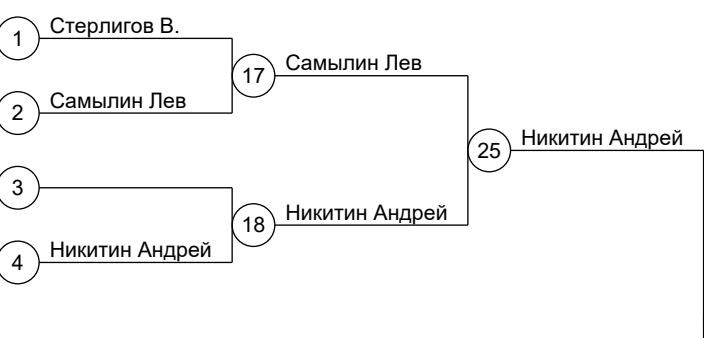 1 Стерлигов В.
17 Самылин Лев
2 Самылин Лев
25 Никитин Андрей
3
18 Никитин Андрей
4 Никитин Андрей